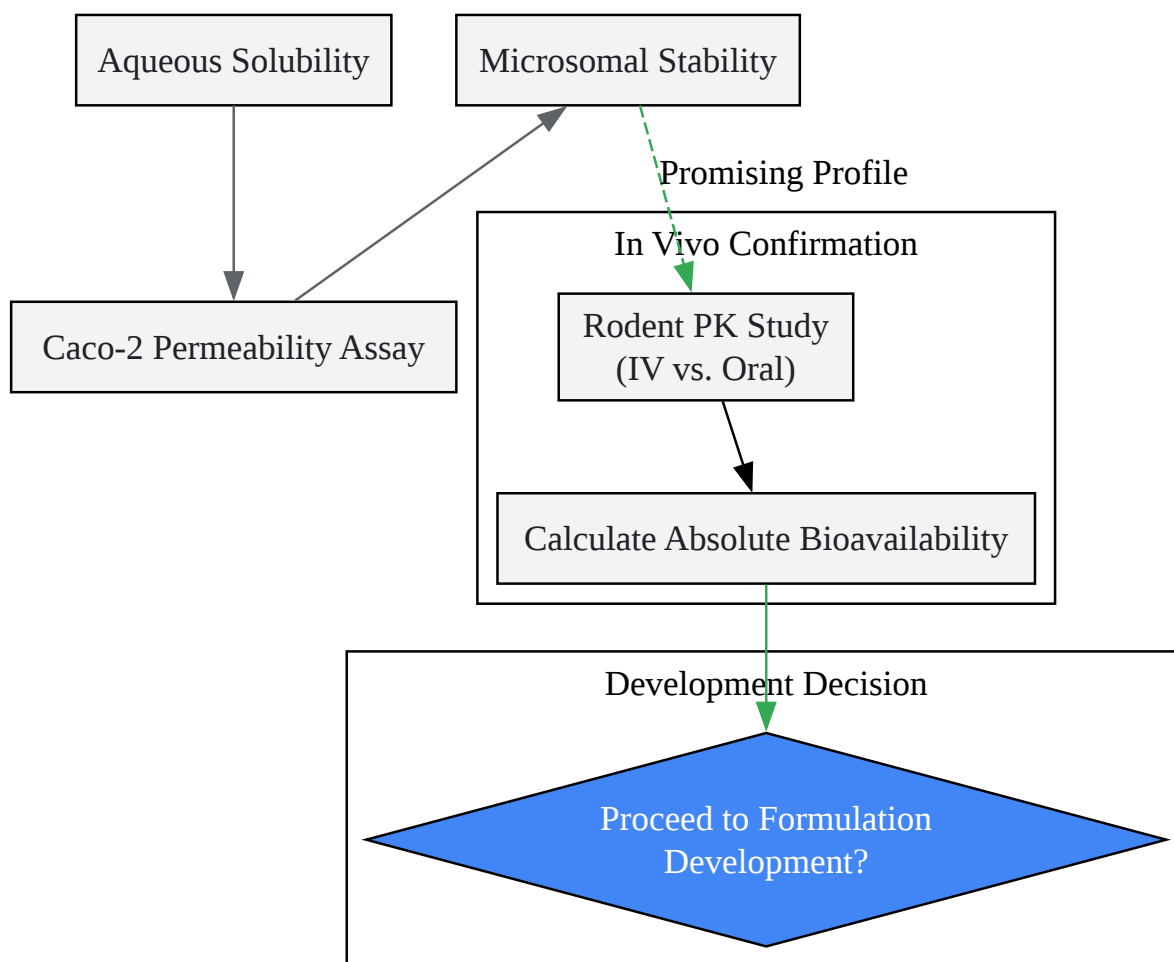 Aqueous Solubility
Microsomal Stability
Promising Profile
In Vivo Confirmation
Rodent PK Study
(IV vs. Oral)
Caco-2 Permeability Assay
Calculate Absolute Bioavailability
Development Decision
Proceed to Formulation
Development?